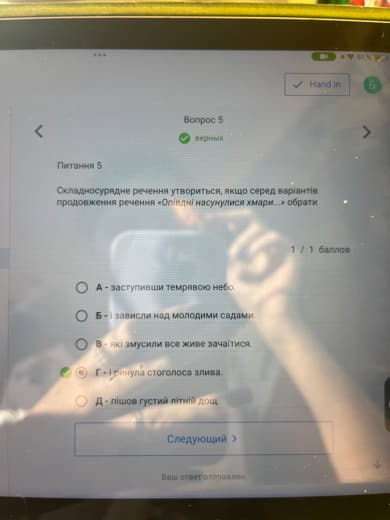 61 %
Hand in
Б
Вопрос 5
верных
Питання 5
Складносурядне речення утвориться, якщо серед варіантів
продовження речення «Опівдні насунулися хмари...» обрати
1 / 1 баллов
А - заступивши темрявою небо.
Б - і зависли над молодими садами.
В - які змусили все живе зачаїтися.
Г - і ринула стоголоса злива.
Д - пішов густий літній дощ.
Следующий >
Ваш ответ отправлен